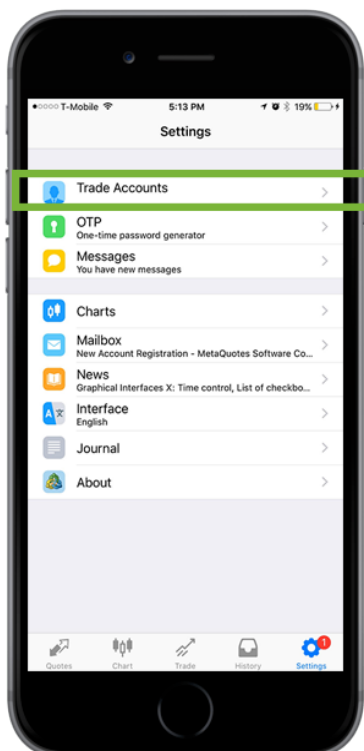 T-Mobile 5:13 PM 19%
Settings
Trade Accounts
OTP
One-time password generator
Messages
You have new messages
Charts
Mailbox
New Account Registration - MetaQuotes Software Co...
News
Graphical Interfaces X: Time control, List of checkbo...
Interface
English
Journal
About
1
Quotes Chart Trade History Settings